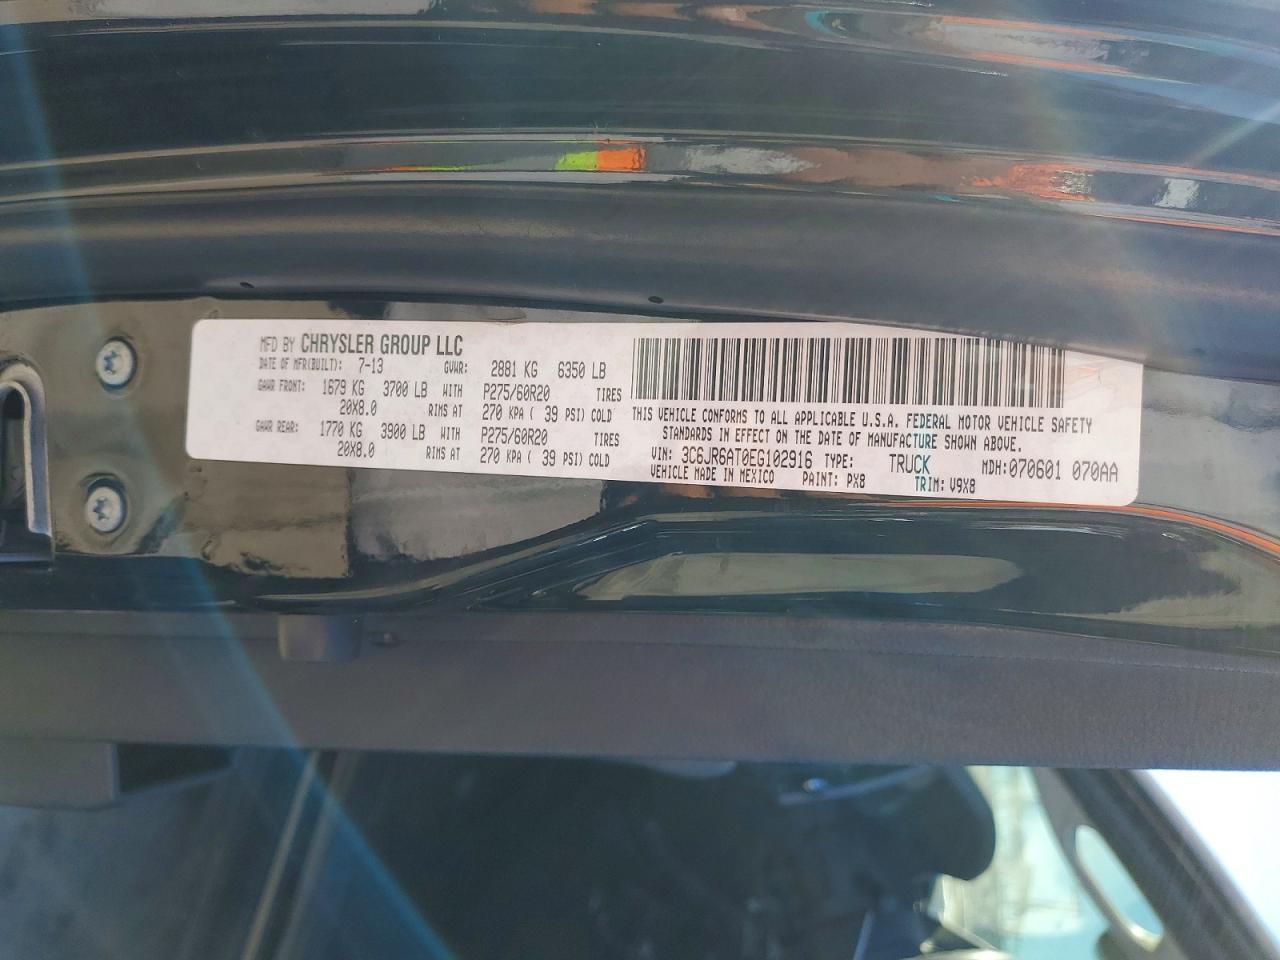 MFD BY CHRYSLER GROUP LLC
DATE OF MFR(BUILT): 7-13 GVWR: 2881 KG 6350 LB
GAWR FRONT: 1679 KG 3700 LB WITH P275/60R20 TIRES
20X8.0 RIMS AT 270 KPA ( 39 PSI) COLD
GAWR REAR: 1770 KG 3900 LB WITH P275/60R20 TIRES
20X8.0 RIMS AT 270 KPA ( 39 PSI) COLD
THIS VEHICLE CONFORMS TO ALL APPLICABLE U.S.A. FEDERAL MOTOR VEHICLE SAFETY
STANDARDS IN EFFECT ON THE DATE OF MANUFACTURE SHOWN ABOVE.
VIN: 3C6JR6AT0EG102916 TYPE: TRUCK MDH: 070601 070AA
VEHICLE MADE IN MEXICO PAINT: PX8 TRIM: V9X8